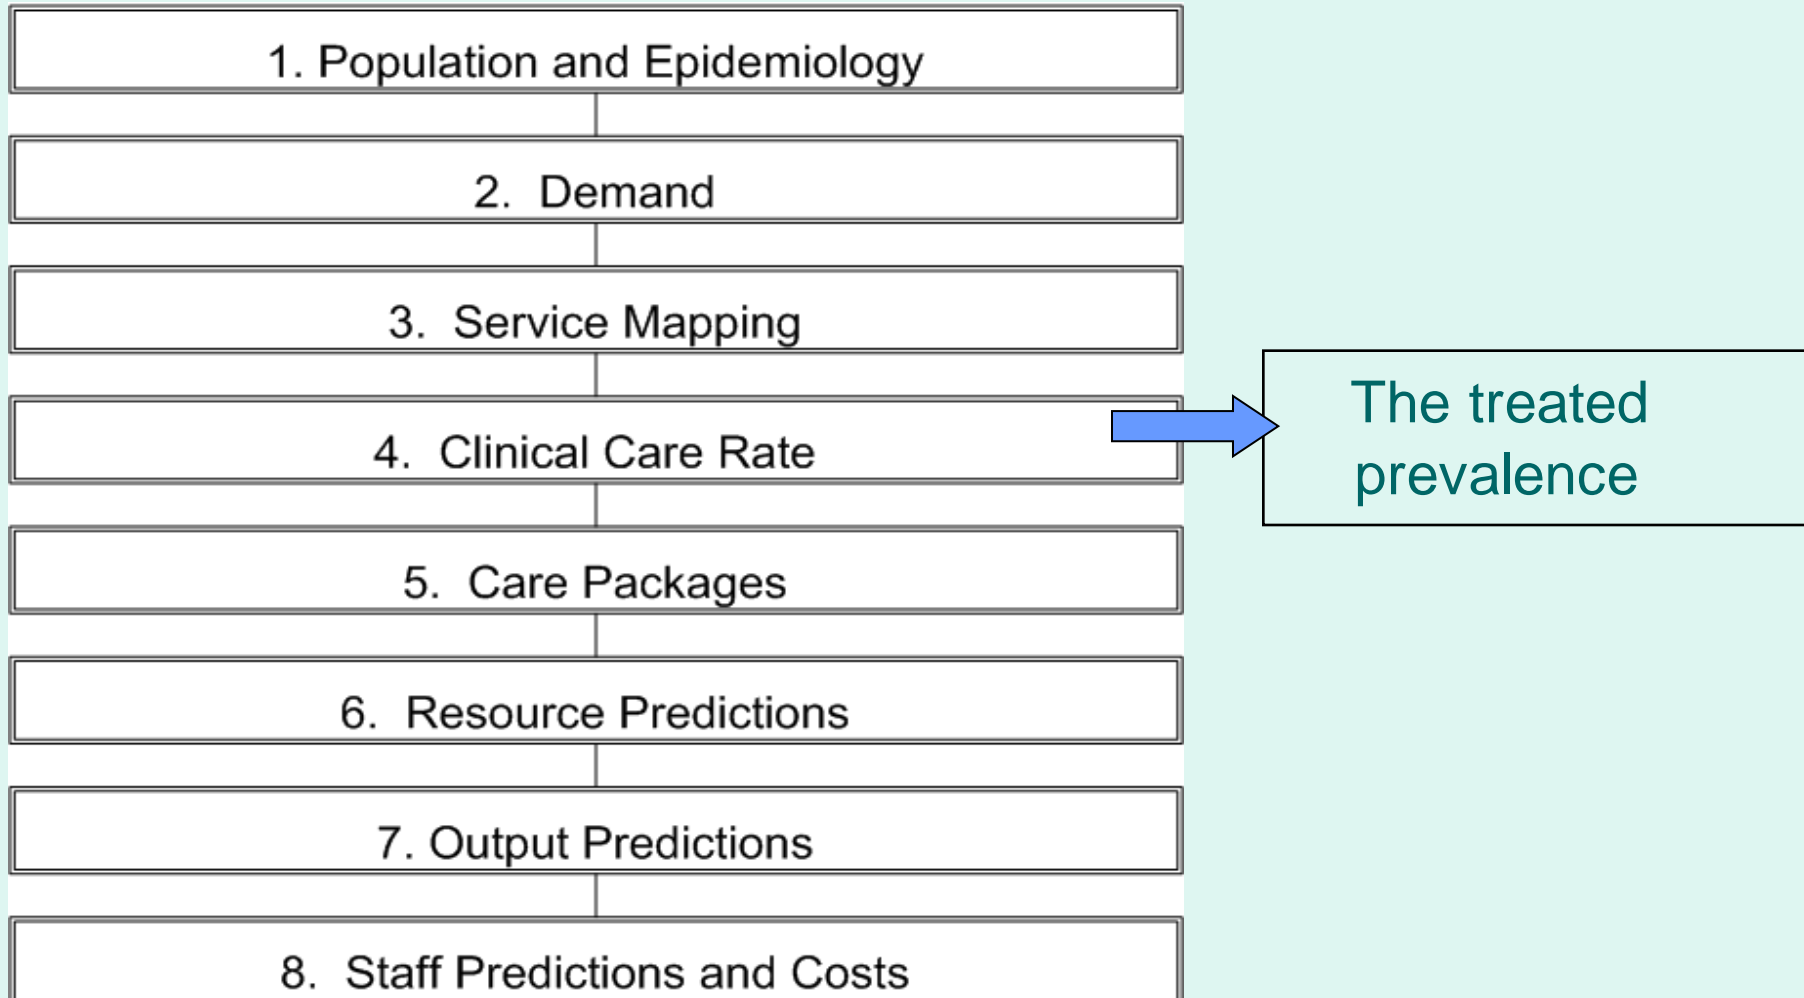 1. Population and Epidemiology
2. Demand
3. Service Mapping
4. Clinical Care Rate
The treated
prevalence
5. Care Packages
6. Resource Predictions
7. Output Predictions
8. Staff Predictions and Costs